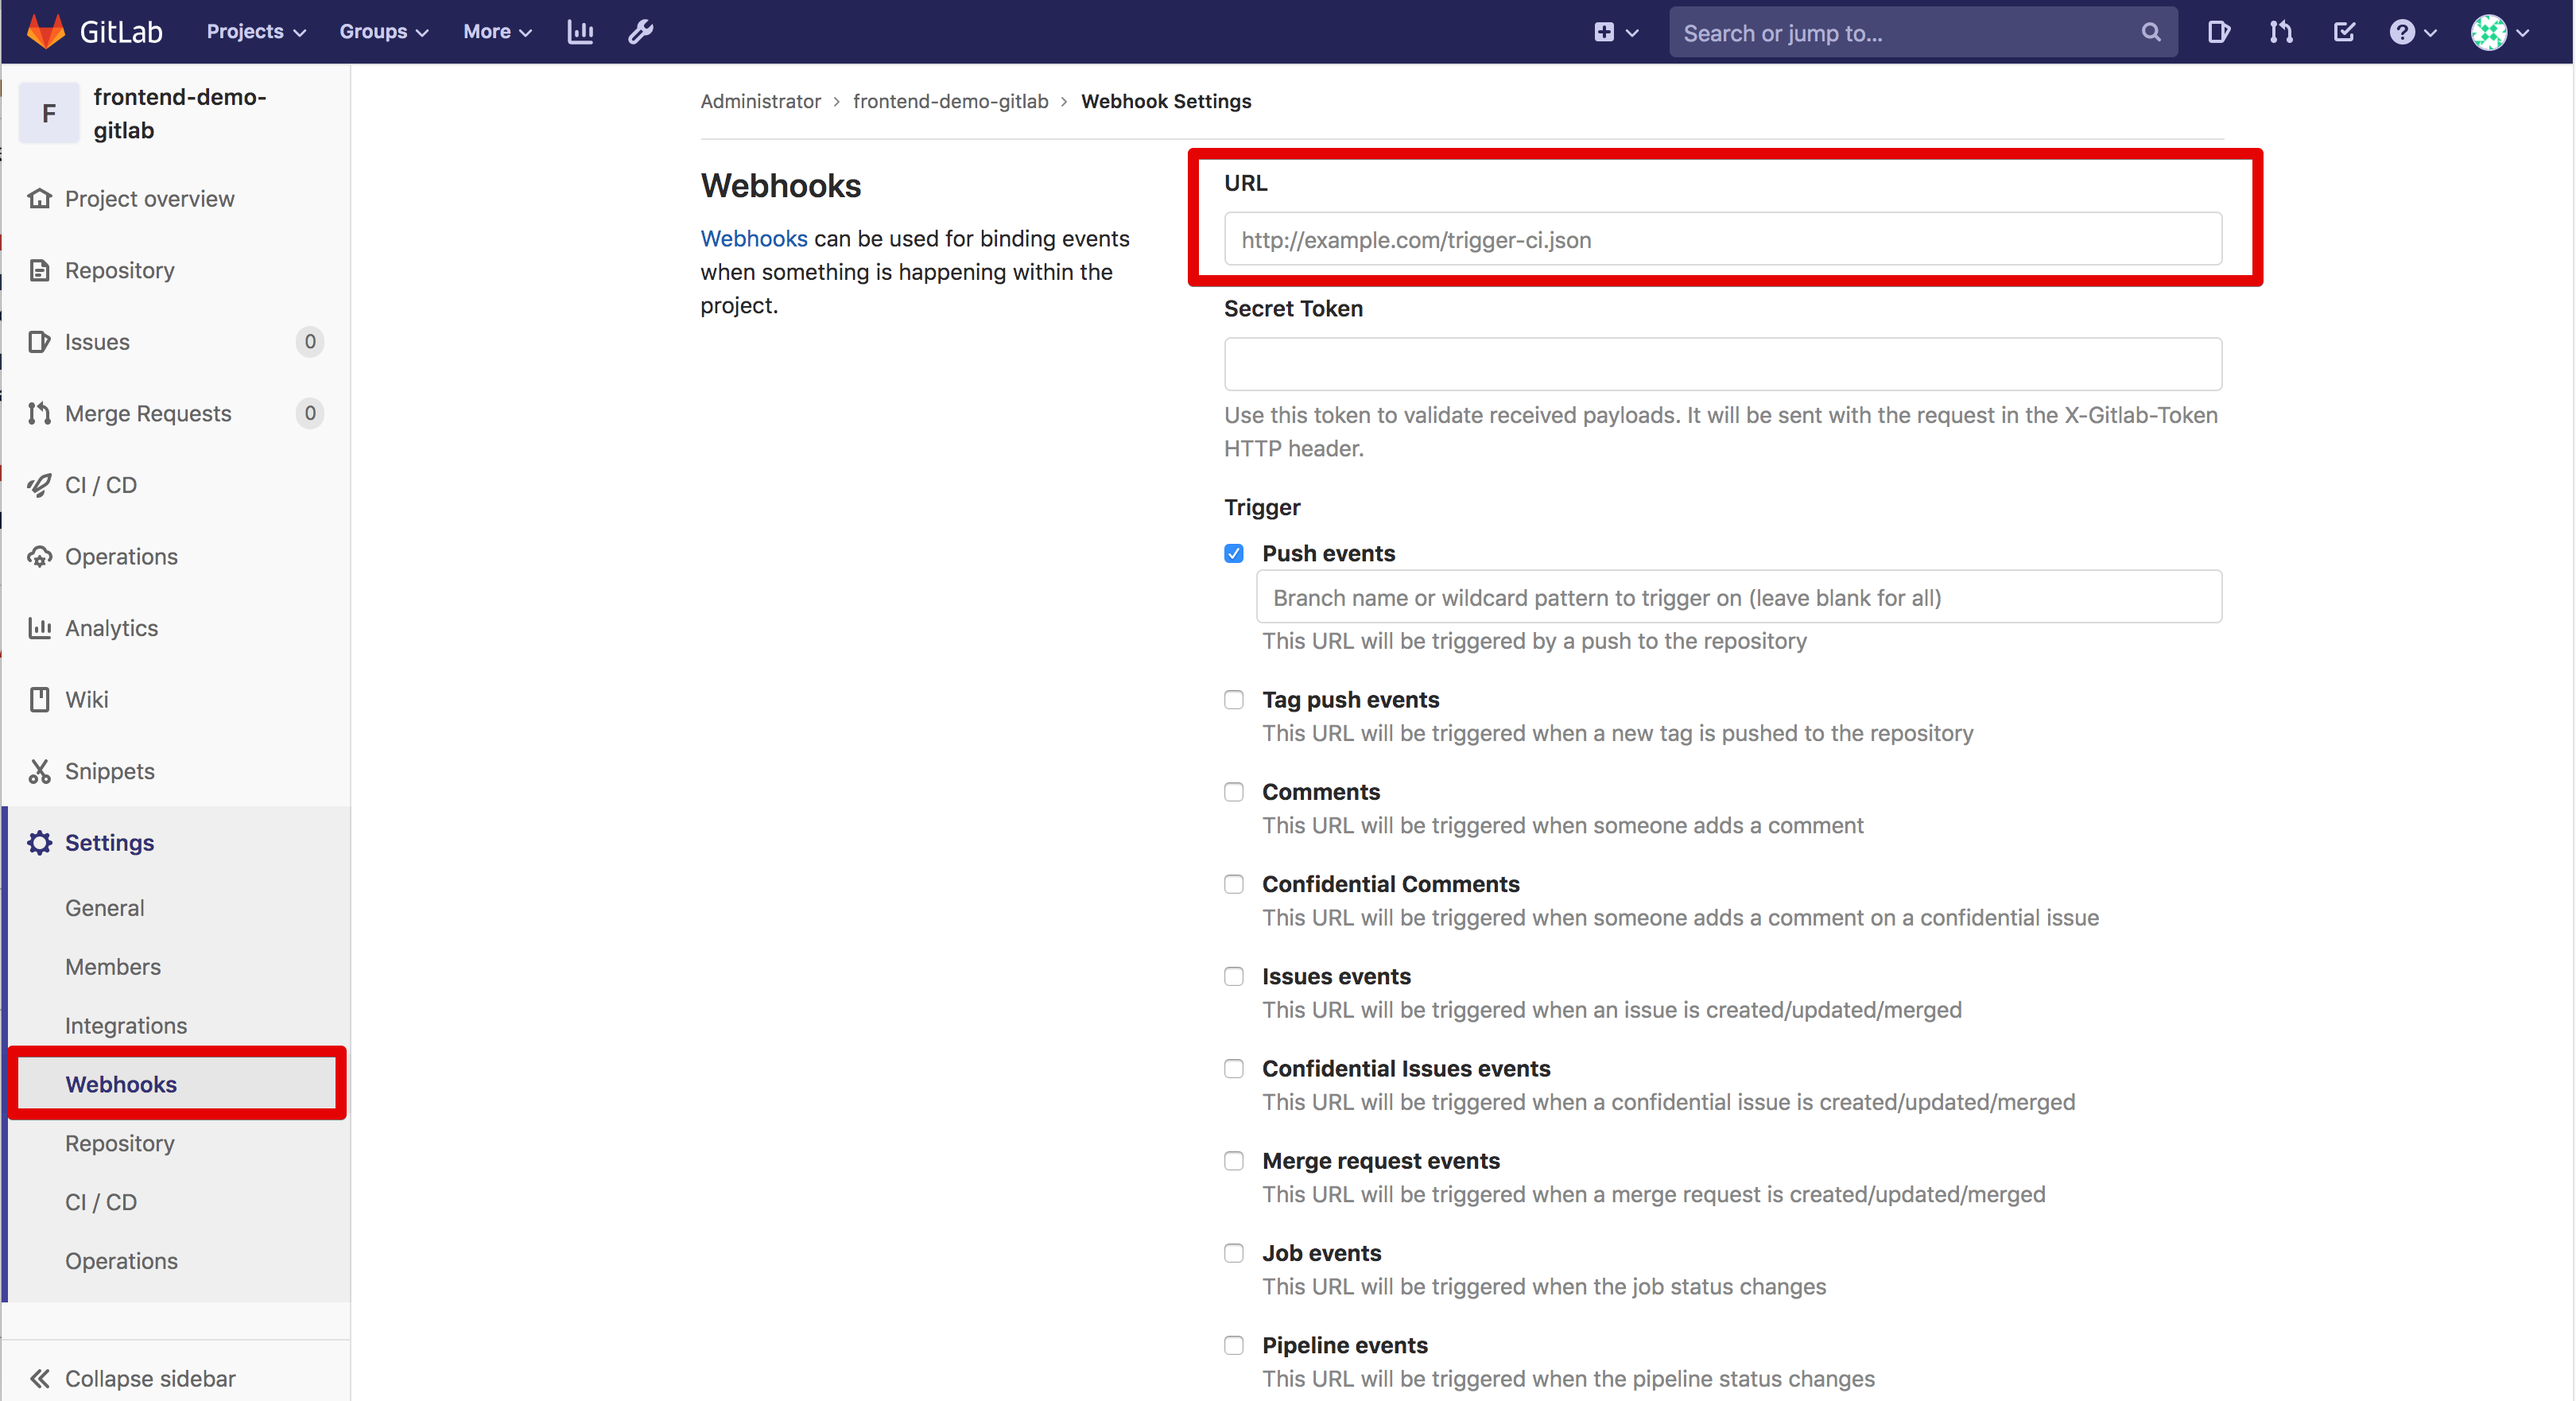 GitLab
Projects
Groups
More
Search or jump to...
F
frontend-demo-
gitlab
Project overview
Repository
Issues 0
Merge Requests 0
CI / CD
Operations
Analytics
Wiki
Snippets
Settings
General
Members
Integrations
Webhooks
Repository
CI / CD
Operations
Collapse sidebar
Administrator > frontend-demo-gitlab > Webhook Settings
Webhooks
Webhooks can be used for binding events
when something is happening within the
project.
URL
http://example.com/trigger-ci.json
Secret Token
Use this token to validate received payloads. It will be sent with the request in the X-Gitlab-Token
HTTP header.
Trigger
Push events
Branch name or wildcard pattern to trigger on (leave blank for all)
This URL will be triggered by a push to the repository
Tag push events
This URL will be triggered when a new tag is pushed to the repository
Comments
This URL will be triggered when someone adds a comment
Confidential Comments
This URL will be triggered when someone adds a comment on a confidential issue
Issues events
This URL will be triggered when an issue is created/updated/merged
Confidential Issues events
This URL will be triggered when a confidential issue is created/updated/merged
Merge request events
This URL will be triggered when a merge request is created/updated/merged
Job events
This URL will be triggered when the job status changes
Pipeline events
This URL will be triggered when the pipeline status changes